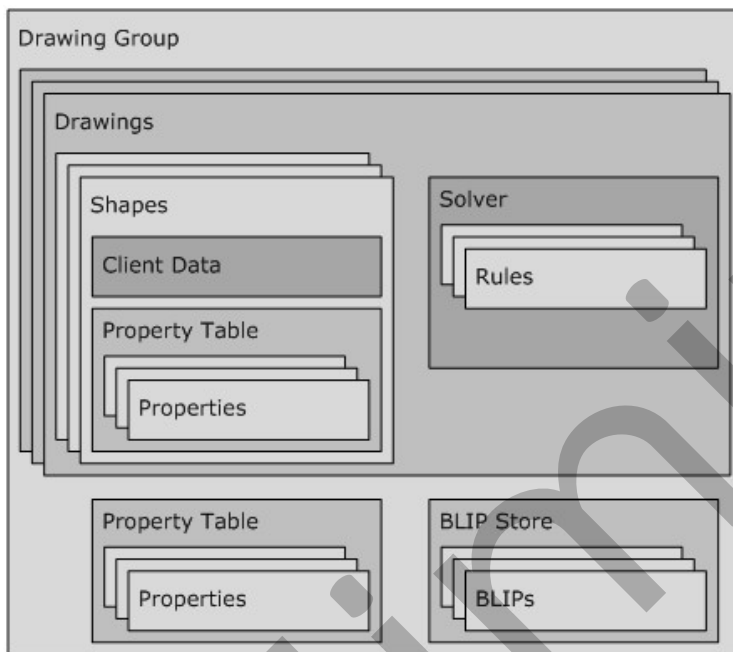 Drawing Group
Drawings
Shapes
Client Data
Property Table
Properties
Solver
Rules
Property Table
Properties
BLIP Store
BLIPs